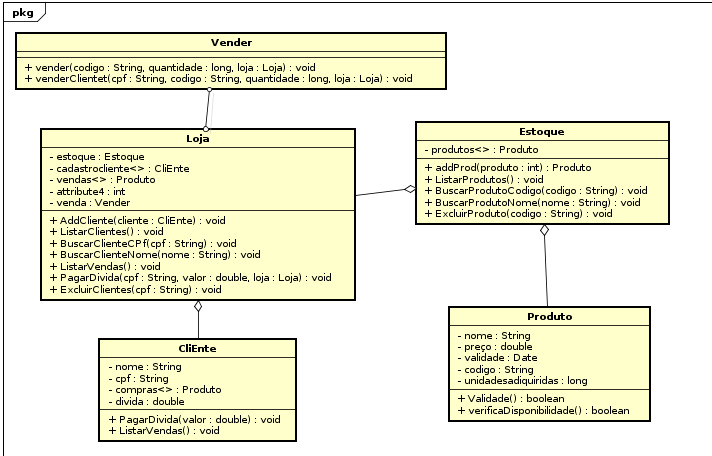 pkg
Vender
+ vender(codigo : String, quantidade : long, loja : Loja) : void
+ venderClientet(cpf : String, codigo : String, quantidade : long, loja : Loja) : void
Loja
- estoque : Estoque
- cadastrocliente<> : CliEnte
- vendas<> : Produto
- attribute4 : int
- venda : Vender
+ AddCliente(cliente : CliEnte) : void
+ ListarClientes() : void
+ BuscarClienteCPf(cpf : String) : void
+ BuscarClienteNome(nome : String) : void
+ ListarVendas() : void
+ PagarDivida(cpf : String, valor : double, loja : Loja) : void
+ ExcluirClientes(cpf : String) : void
Estoque
- produtos<> : Produto
+ addProd(produto : int) : Produto
+ ListarProdutos() : void
+ BuscarProdutoCodigo(codigo : String) : void
+ BuscarProdutoNome(nome : String) : void
+ ExcluirProduto(codigo : String) : void
CliEnte
- nome : String
- cpf : String
- compras<> : Produto
- divida : double
+ PagarDivida(valor : double) : void
+ ListarVendas() : void
Produto
- nome : String
- preço : double
- validade : Date
- codigo : String
- unidadesadiquiridas : long
+ Validade() : boolean
+ verificaDisponibilidade() : boolean